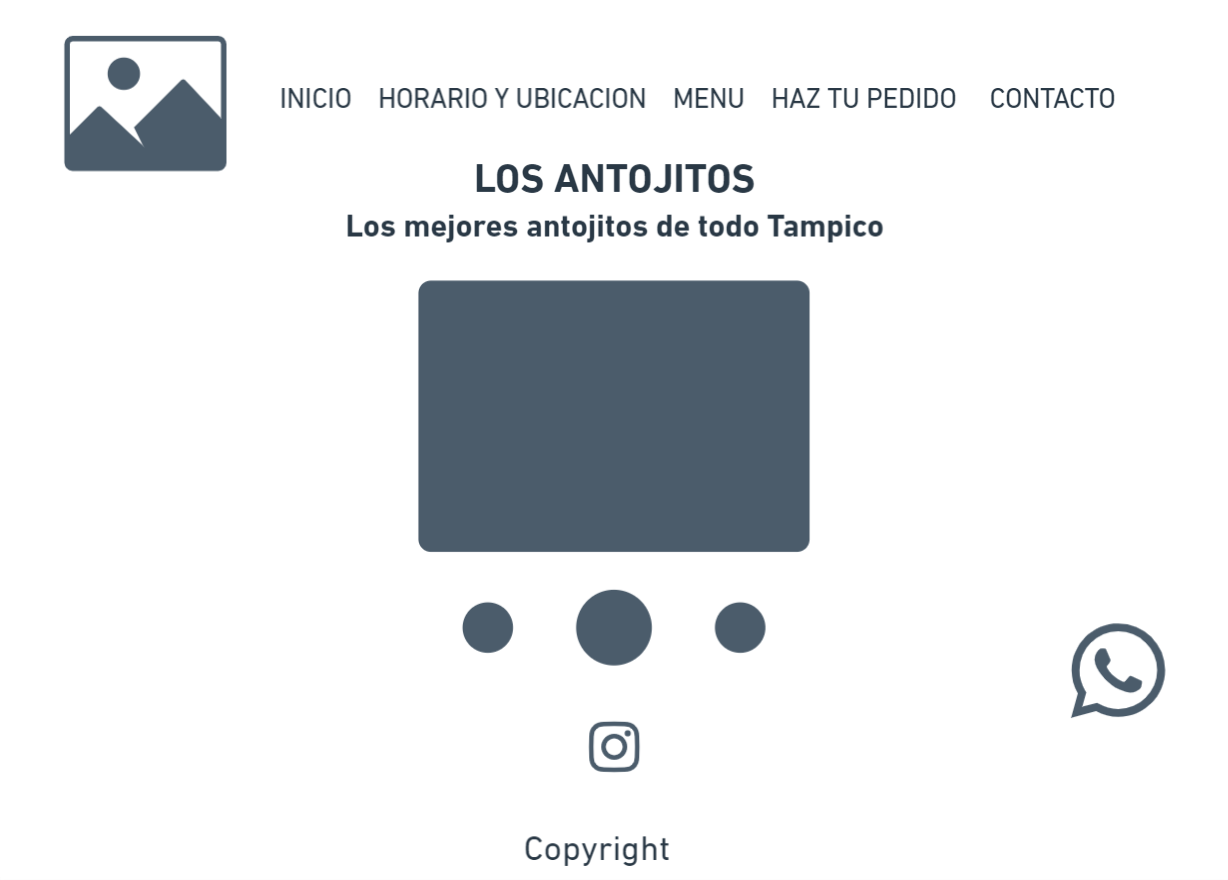 INICIO HORARIO Y UBICACION MENU HAZ TU PEDIDO CONTACTO
LOS ANTOJITOS
Los mejores antojitos de todo Tampico
Copyright